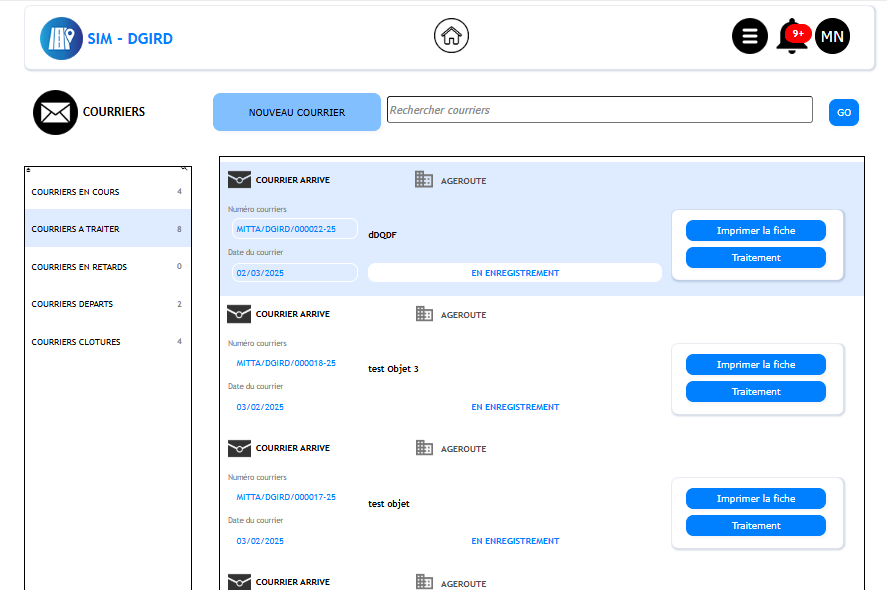 SIM - DGIRD
9+
MN
COURRIERS
NOUVEAU COURRIER
Rechercher courriers
GO
COURRIERS EN COURS 4
COURRIERS A TRAITER 8
COURRIERS EN RETARDS 0
COURRIERS DEPARTS 2
COURRIERS CLOTURES 4
COURRIER ARRIVE AGEROUTE
Numéro courriers
MITTA/DGIRD/000022-25
dDQDF
Imprimer la fiche
Date du courrier
Traitement
02/03/2025 EN ENREGISTREMENT
COURRIER ARRIVE AGEROUTE
Numéro courriers
MITTA/DGIRD/000018-25
test Objet 3
Imprimer la fiche
Date du courrier
Traitement
03/02/2025 EN ENREGISTREMENT
COURRIER ARRIVE AGEROUTE
Numéro courriers
MITTA/DGIRD/000017-25
test objet
Imprimer la fiche
Date du courrier
Traitement
03/02/2025 EN ENREGISTREMENT
COURRIER ARRIVE AGEROUTE